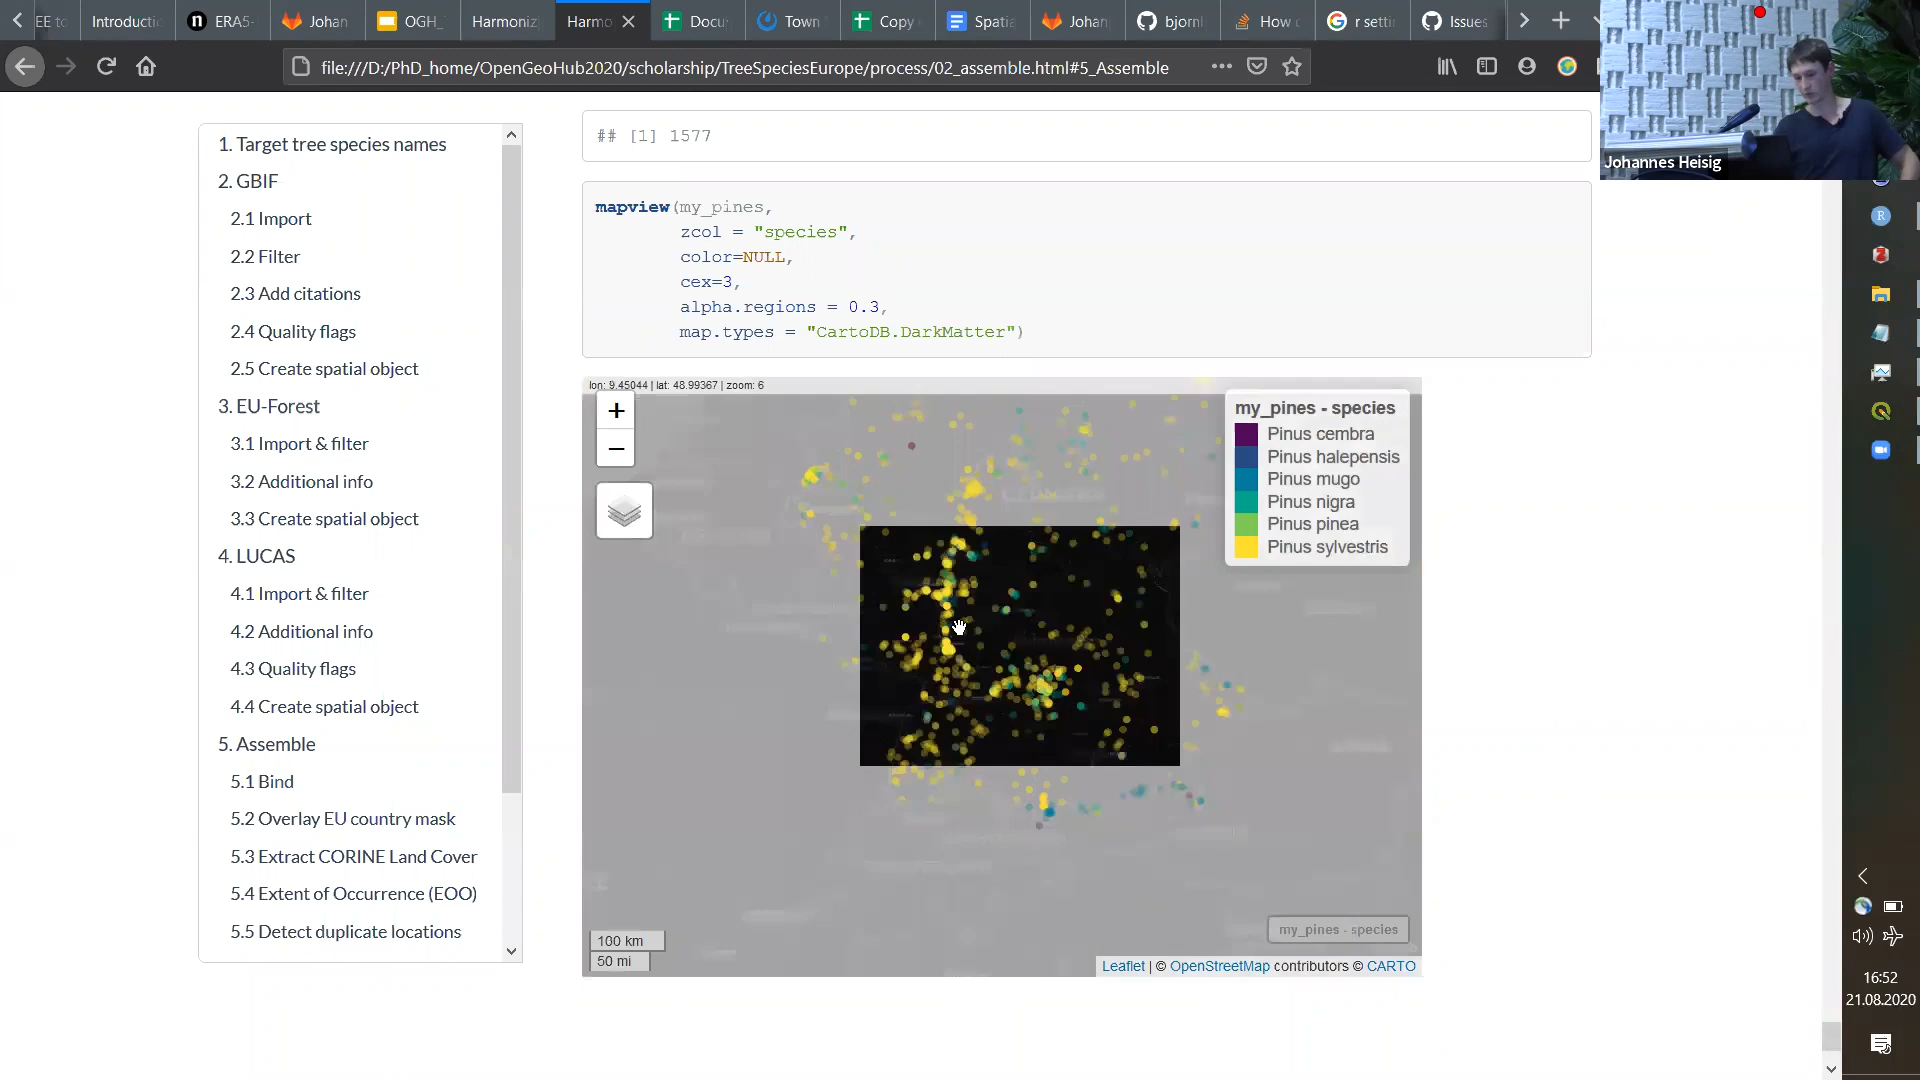 EE to
Introducti
ERA5-
Johan
OGH_
Harmoniz
Harmo
Docu
Town
Copy
Spatia
Johan
bjornl
How
r setti
Issues
file:///D:/PhD_home/OpenGeoHub2020/scholarship/TreeSpeciesEurope/process/02_assemble.html#5_Assemble
Johannes Heisig
1. Target tree species names
2. GBIF
2.1 Import
2.2 Filter
2.3 Add citations
2.4 Quality flags
2.5 Create spatial object
3. EU-Forest
3.1 Import & filter
3.2 Additional info
3.3 Create spatial object
4. LUCAS
4.1 Import & filter
4.2 Additional info
4.3 Quality flags
4.4 Create spatial object
5. Assemble
5.1 Bind
5.2 Overlay EU country mask
5.3 Extract CORINE Land Cover
5.4 Extent of Occurrence (EOO)
5.5 Detect duplicate locations
## [1] 1577
mapview(my_pines,
zcol = "species",
color=NULL,
cex=3,
alpha.regions = 0.3,
map.types = "CartoDB.DarkMatter")
lon: 9.45044 | lat: 48.99367 | zoom: 6
+
−
my_pines - species
Pinus cembra
Pinus halepensis
Pinus mugo
Pinus nigra
Pinus pinea
Pinus sylvestris
100 km
50 mi
my_pines - species
Leaflet | © OpenStreetMap contributors © CARTO
16:52
21.08.2020